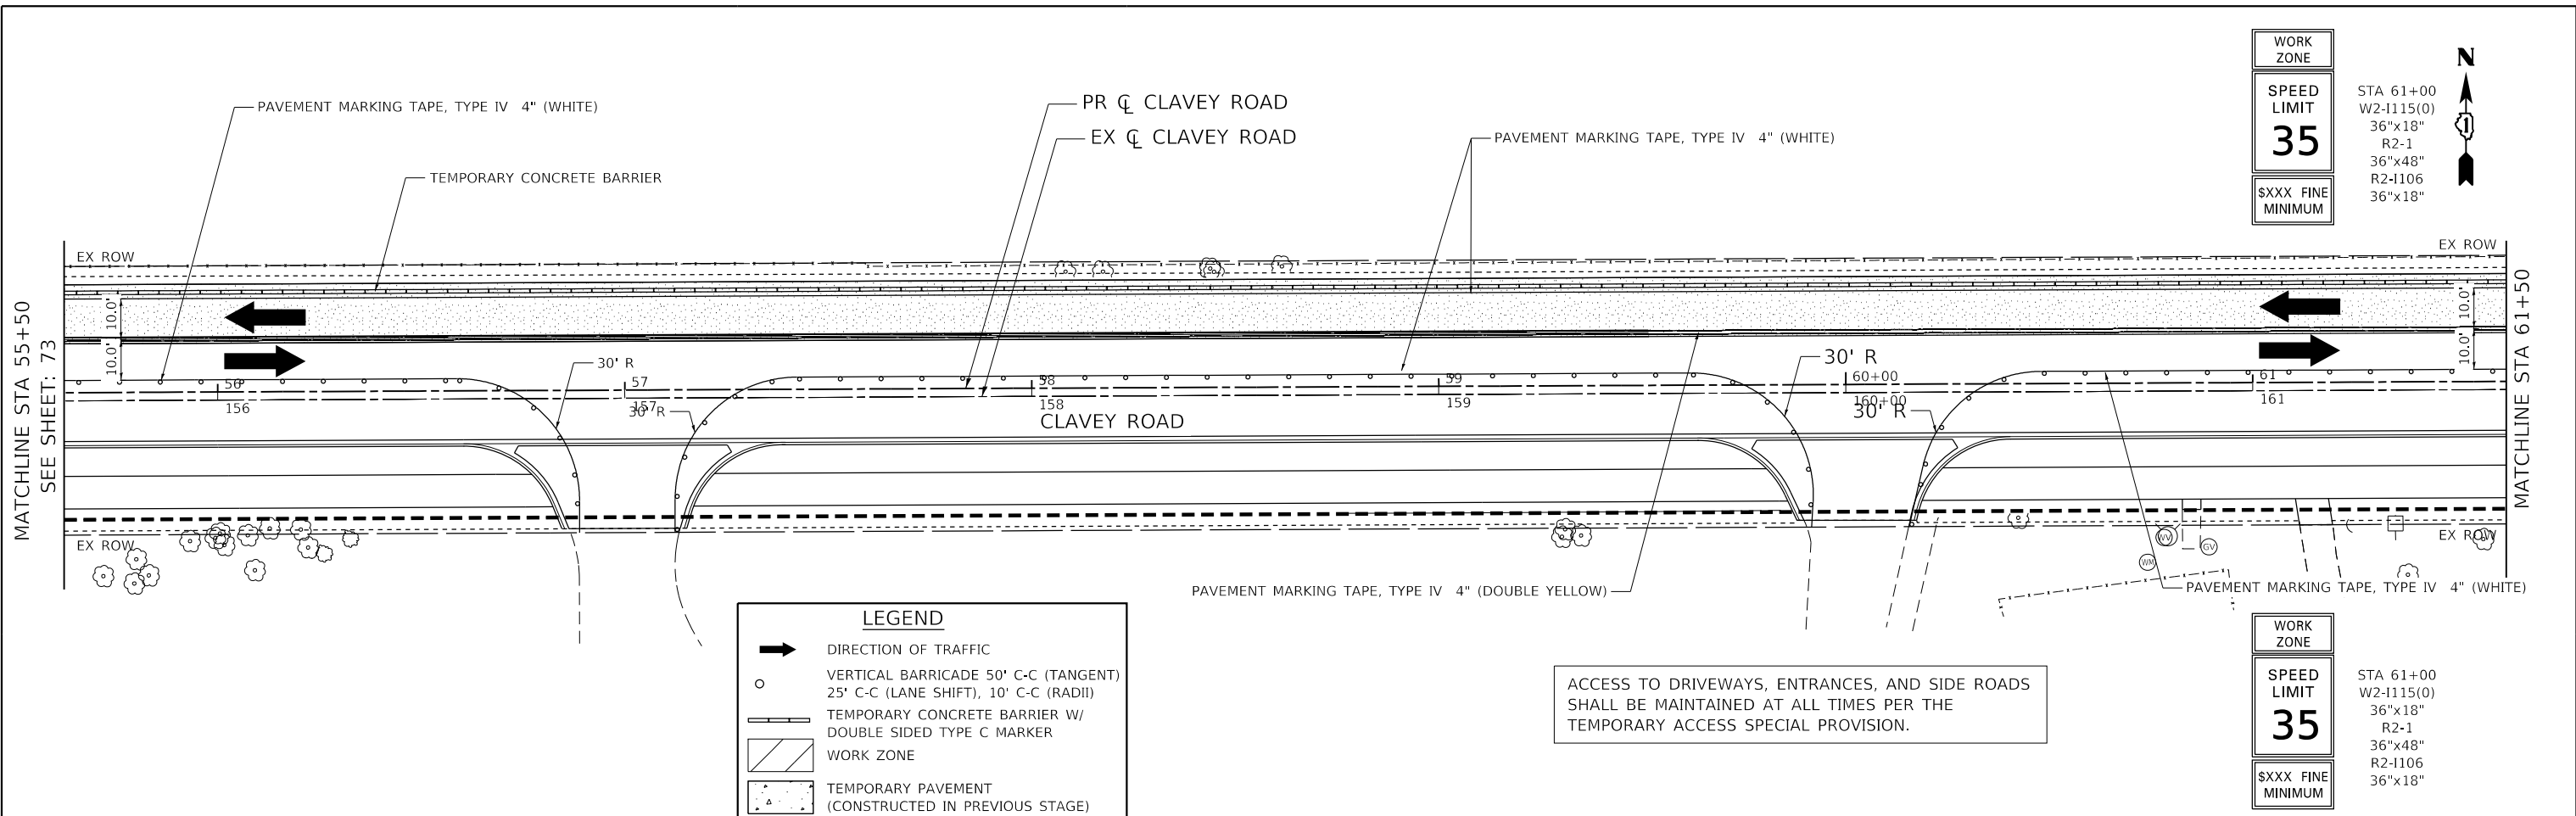 WORK
ZONE
SPEED
LIMIT
35
$XXX FINE
MINIMUM
STA 61+00
W2-I115(0)
36"x18"
R2-1
36"x48"
R2-I106
36"x18"
N
1
PAVEMENT MARKING TAPE, TYPE IV 4" (WHITE)
PR ℄ CLAVEY ROAD
EX ℄ CLAVEY ROAD
PAVEMENT MARKING TAPE, TYPE IV 4" (WHITE)
TEMPORARY CONCRETE BARRIER
EX ROW
EX ROW
MATCHLINE STA 55+50
SEE SHEET: 73
10.0'
10.0'
10.0'
10.0'
MATCHLINE STA 61+50
30' R
30' R
30' R
30' R
56
57
58
59
60+00
61
156
157
158
159
160+00
161
CLAVEY ROAD
EX ROW
EX ROW
WV
GV
WM
PAVEMENT MARKING TAPE, TYPE IV 4" (DOUBLE YELLOW)
PAVEMENT MARKING TAPE, TYPE IV 4" (WHITE)
LEGEND
DIRECTION OF TRAFFIC
VERTICAL BARRICADE 50' C-C (TANGENT)
25' C-C (LANE SHIFT), 10' C-C (RADII)
TEMPORARY CONCRETE BARRIER W/
DOUBLE SIDED TYPE C MARKER
WORK ZONE
TEMPORARY PAVEMENT
(CONSTRUCTED IN PREVIOUS STAGE)
ACCESS TO DRIVEWAYS, ENTRANCES, AND SIDE ROADS
SHALL BE MAINTAINED AT ALL TIMES PER THE
TEMPORARY ACCESS SPECIAL PROVISION.
WORK
ZONE
SPEED
LIMIT
35
$XXX FINE
MINIMUM
STA 61+00
W2-I115(0)
36"x18"
R2-1
36"x48"
R2-I106
36"x18"